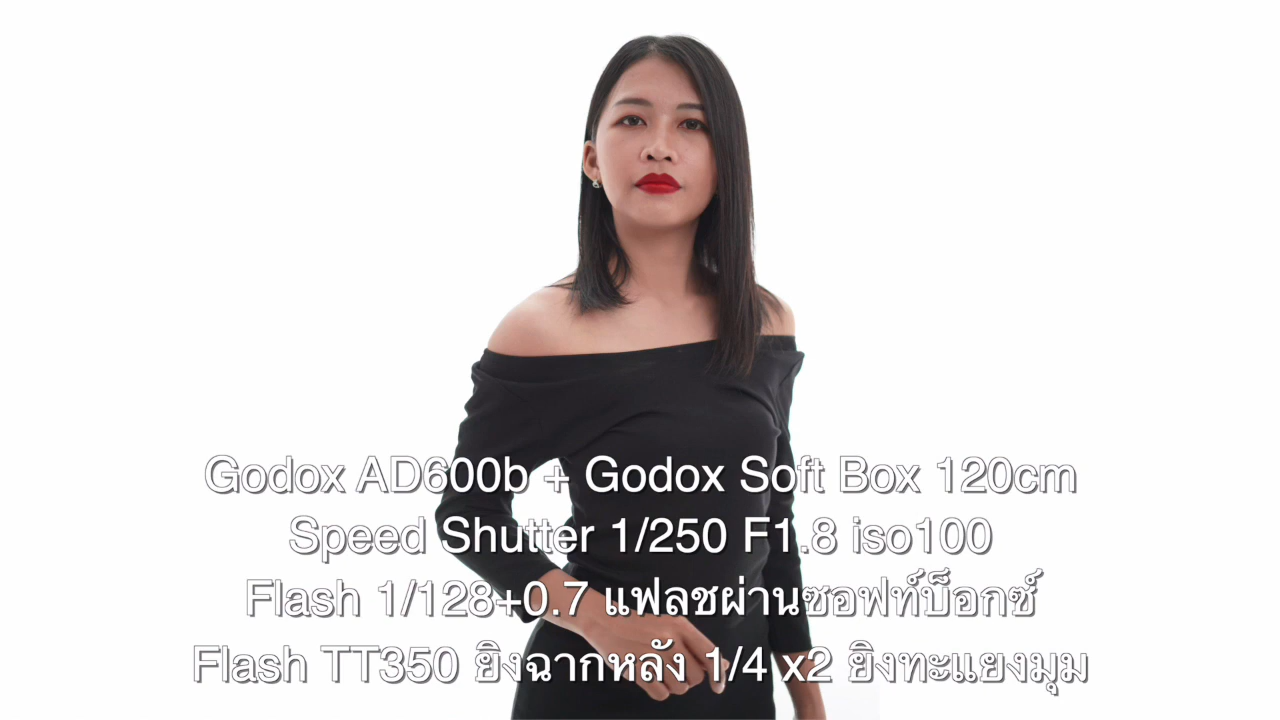 Godox AD600b + Godox Soft Box 120cm
Speed Shutter 1/250 F1.8 iso100
Flash 1/128+0.7 แฟลชผ่านซอฟท์บ็อกซ์
Flash TT350 ยิงฉากหลัง 1/4 x2 ยิงทะแยงมุม